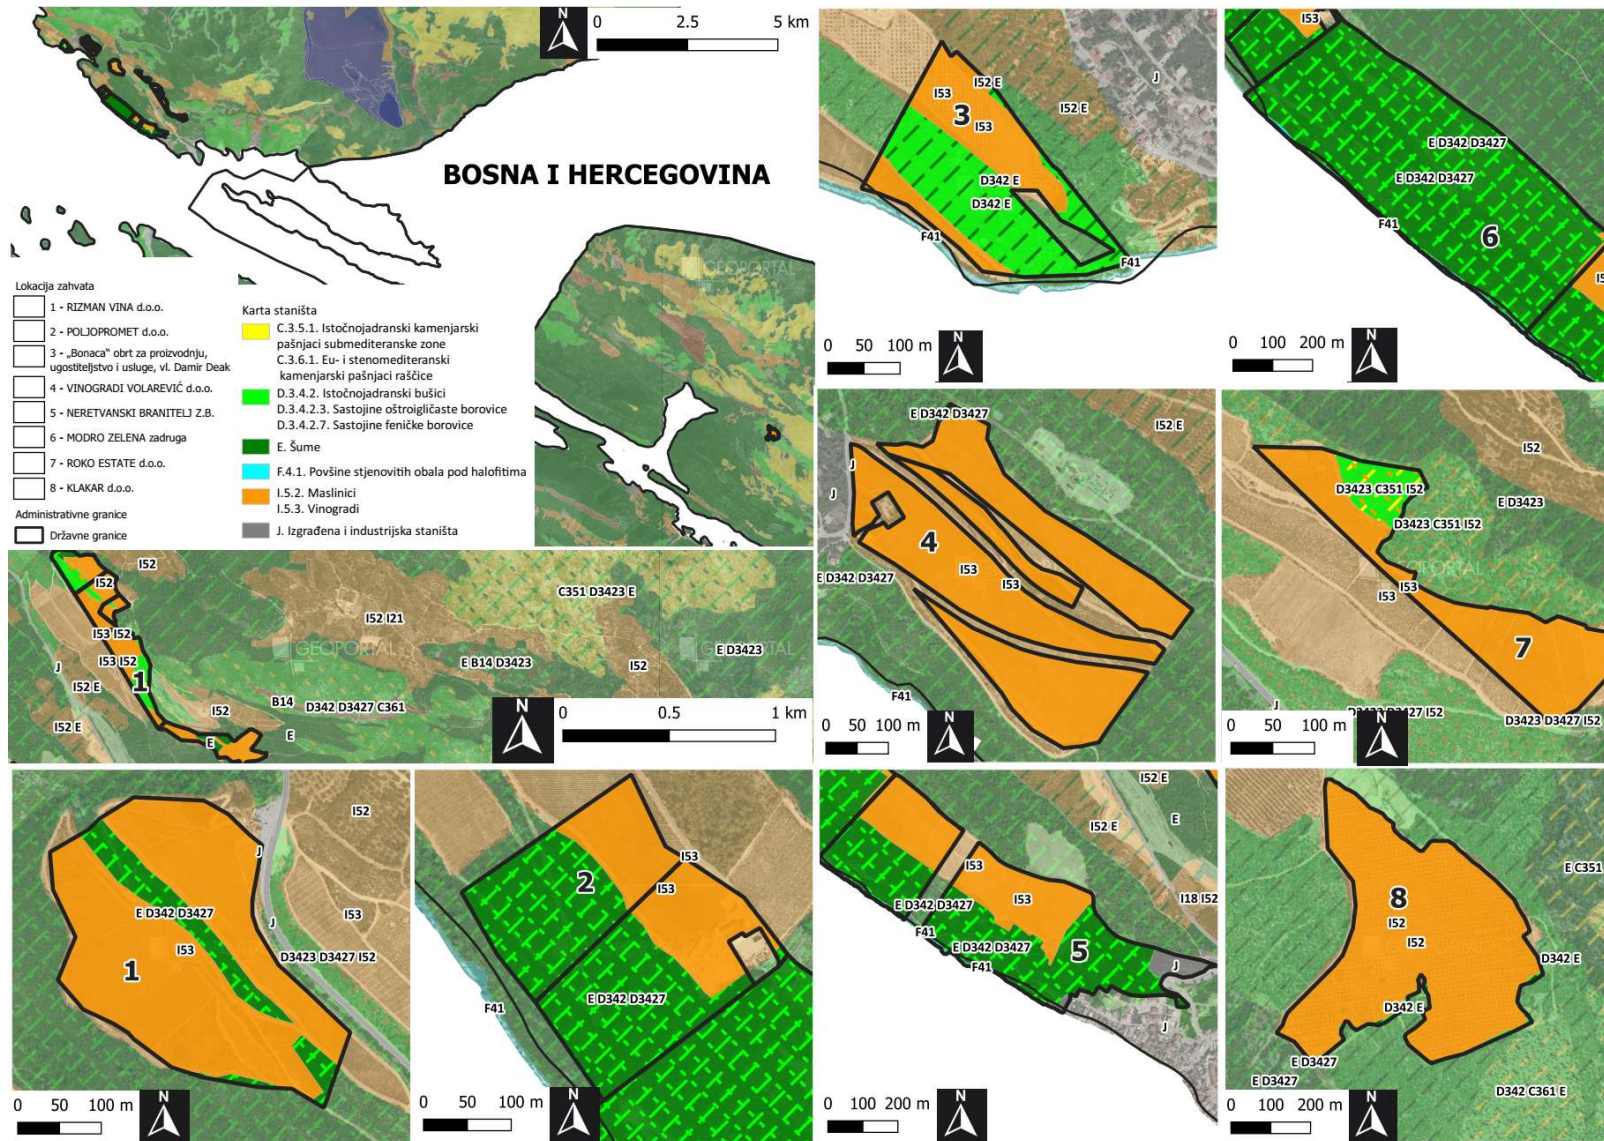 N
0 2.5 5 km
BOSNA I HERCEGOVINA
GEOPORTAL
Lokacija zahvata
1 - RIZMAN VINA d.o.o.
2 - POLJOPROMET d.o.o.
3 - „Bonaca“ obrt za proizvodnju,
ugostiteljstvo i usluge, vl. Damir Deak
4 - VINOGRADI VOLAREVIĆ d.o.o.
5 - NERETVANSKI BRANITELJ Z.B.
6 - MODRO ZELENA zadruga
7 - ROKO ESTATE d.o.o.
8 - KLAKAR d.o.o.
Administrativne granice
Državne granice
Karta staništa
C.3.5.1. Istočnojadranski kamenjarski
pašnjaci submediteranske zone
C.3.6.1. Eu- i stenomediteranski
kamenjarski pašnjaci raščice
D.3.4.2. Istočnojadranski bušici
D.3.4.2.3. Sastojine oštroigličaste borovice
D.3.4.2.7. Sastojine feničke borovice
E. Šume
F.4.1. Površine stjenovitih obala pod halofitima
I.5.2. Maslinici
I.5.3. Vinogradi
J. Izgrađena i industrijska staništa
I53
I52 E
I52 E
J
3
I53
D342 E
D342 E
F41
F41
0 50 100 m
N
I53
E D342 D3427
E D342 D3427
F41
6
0 100 200 m
N
I52
I52
I53 I52
I53 I52
J
1
I52 E
I52 E
I52
E
E
B14
D342 D3427 C361
I52 I21
GEOPORTAL
E B14 D3423
C351 D3423 E
I52
E D3423
GEOPORTAL
N
0 0.5 1 km
E D342 D3427
I52 E
J
J
4
I53
I53
E D342 D3427
F41
0 50 100 m
N
I52
D3423 C351 I52
E D3423
D3423 C351 I52
GEOPORTAL
I53
I53
7
J
D3423 D3427 I52
D3423 D3427 I52
0 50 100 m
N
I52
J
E D342 D3427
I53
J
I53
D3423 D3427 I52
1
0 50 100 m
N
I53
2
I53
E D342 D3427
F41
0 50 100 m
N
I52 E
I52 E
E
I53
I53
I18 I52
E D342 D3427
F41
E D342 D3427
F41
5
J
J
0 100 200 m
N
E C351
8
I52
I52
D342 E
D342 E
E D3427
E D3427
D342 C361 E
0 100 200 m
N